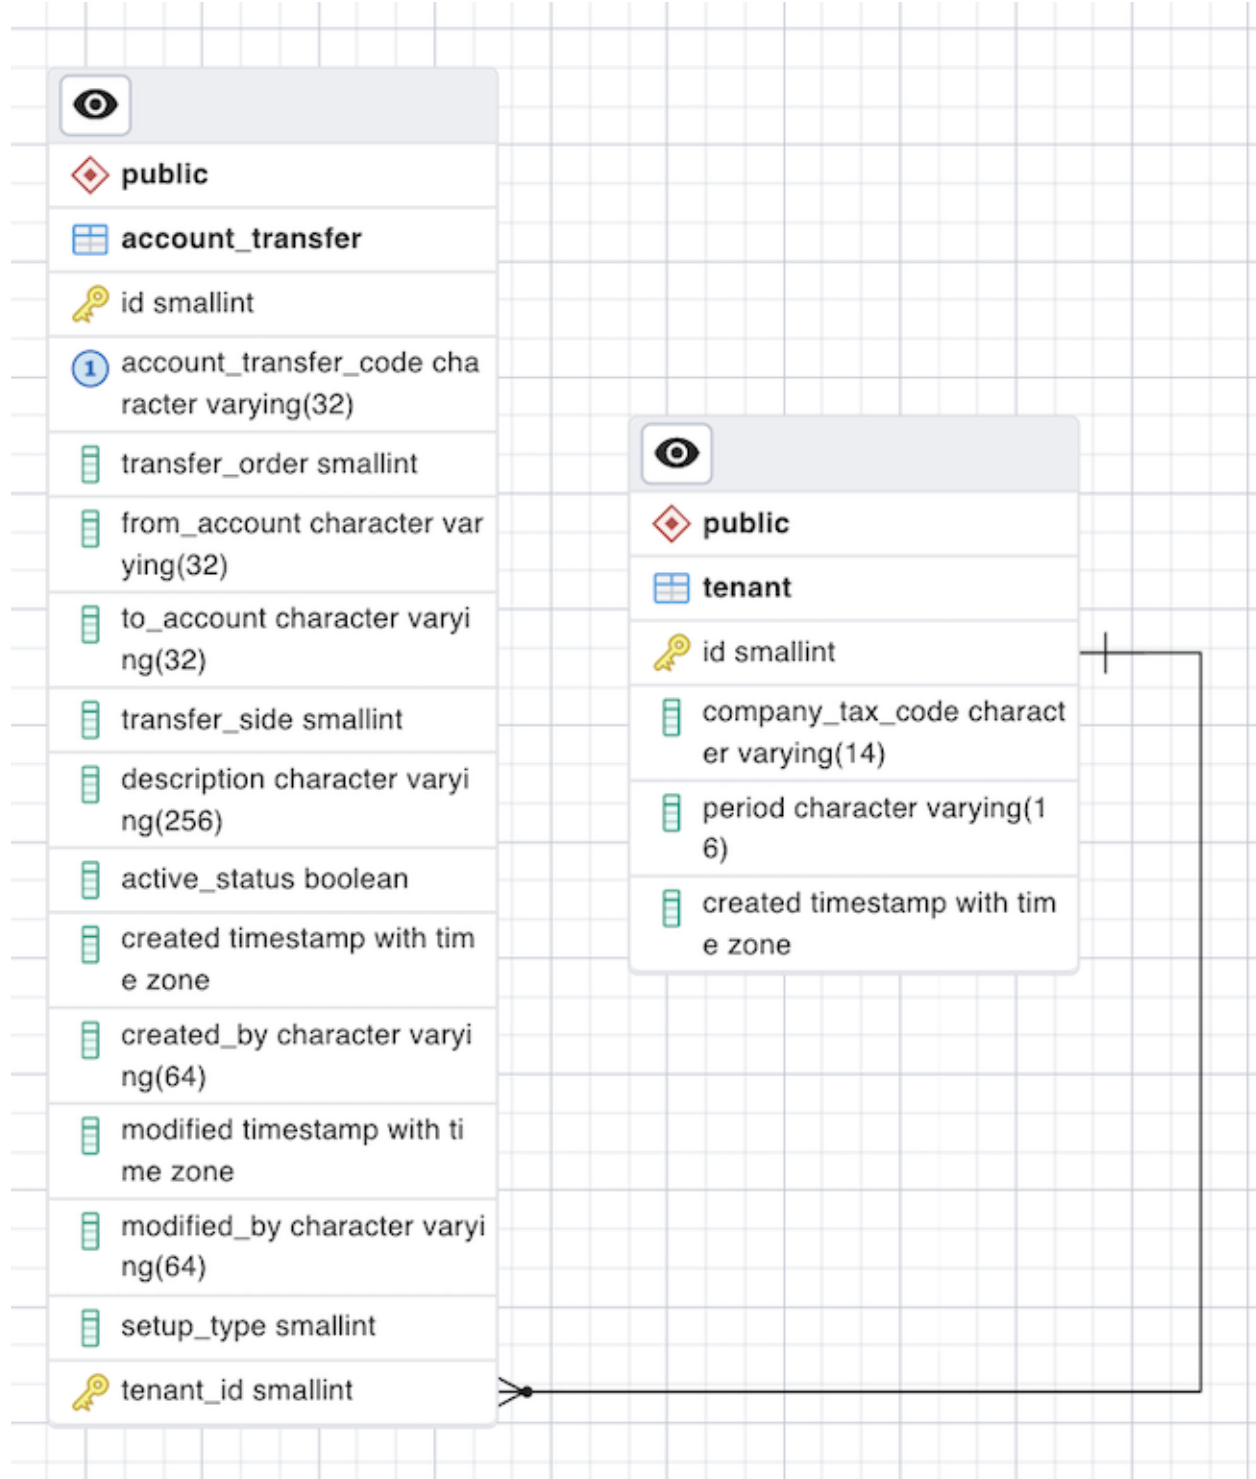 public
account_transfer
id smallint
1
account_transfer_code cha
racter varying(32)
transfer_order smallint
from_account character var
ying(32)
to_account character varyi
ng(32)
transfer_side smallint
description character varyi
ng(256)
active_status boolean
created timestamp with tim
e zone
created_by character varyi
ng(64)
modified timestamp with ti
me zone
modified_by character varyi
ng(64)
setup_type smallint
tenant_id smallint
public
tenant
id smallint
company_tax_code charact
er varying(14)
period character varying(1
6)
created timestamp with tim
e zone